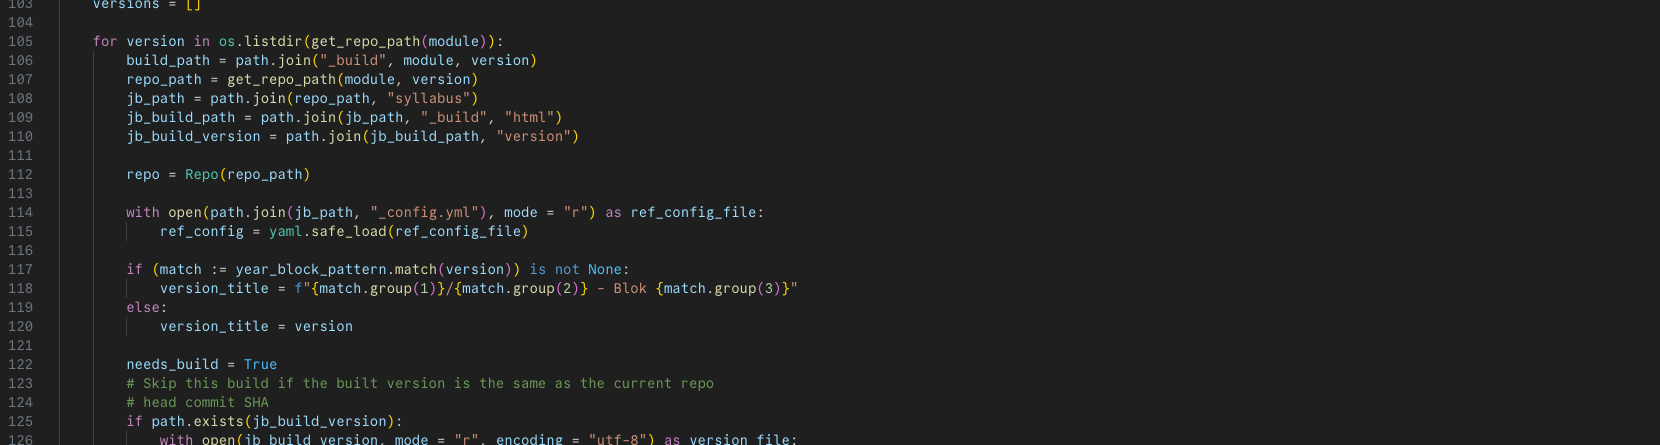 103 versions = []
104
105 for version in os.listdir(get_repo_path(module)):
106 build_path = path.join("_build", module, version)
107 repo_path = get_repo_path(module, version)
108 jb_path = path.join(repo_path, "syllabus")
109 jb_build_path = path.join(jb_path, "_build", "html")
110 jb_build_version = path.join(jb_build_path, "version")
111
112 repo = Repo(repo_path)
113
114 with open(path.join(jb_path, "_config.yml"), mode = "r") as ref_config_file:
115 ref_config = yaml.safe_load(ref_config_file)
116
117 if (match := year_block_pattern.match(version)) is not None:
118 version_title = f"{match.group(1)}/{match.group(2)} - Blok {match.group(3)}"
119 else:
120 version_title = version
121
122 needs_build = True
123 # Skip this build if the built version is the same as the current repo
124 # head commit SHA
125 if path.exists(jb_build_version):
126 with open(jb_build_version, mode = "r", encoding = "utf-8") as version_file: